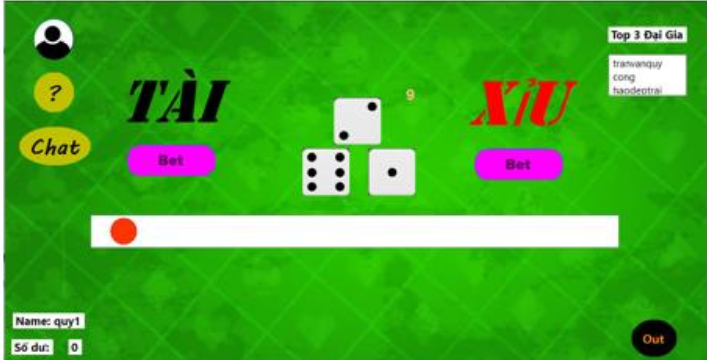 Top 3 Đại Gia
tranvanquy
cong
haodeptrai
?
TÀI
9
XỈU
Chat
Bet
Bet
Name: quy1
Số dư: 0
Out